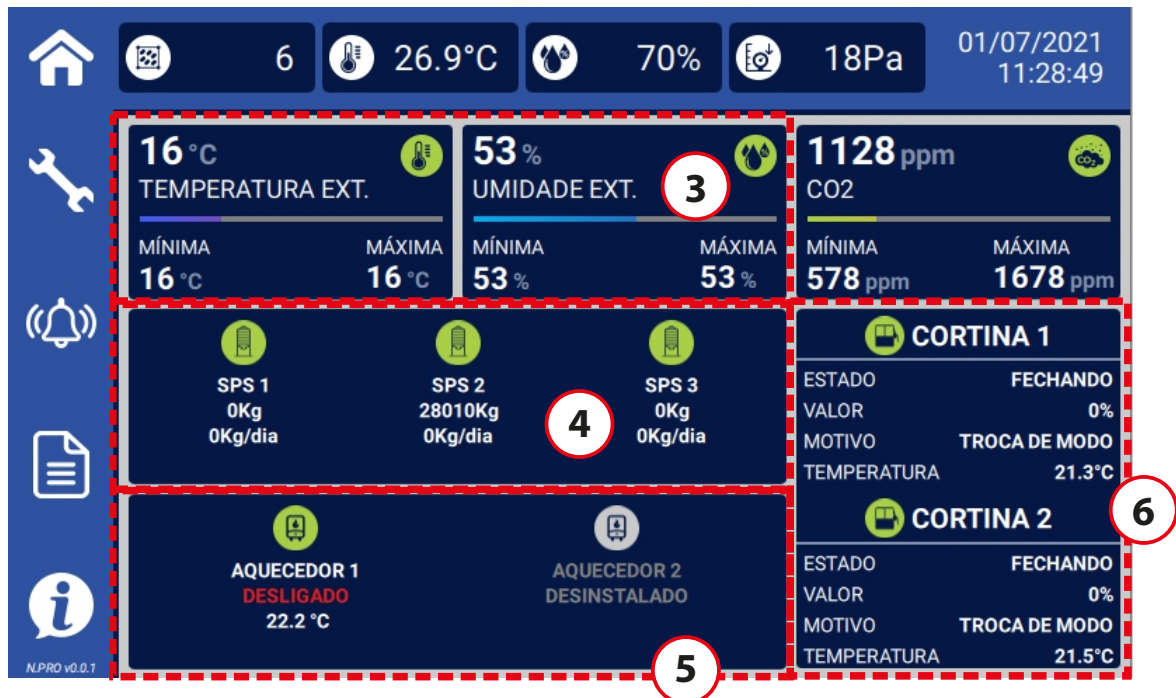 6 26.9°C 70% 18Pa 01/07/2021
11:28:49
16 °C
TEMPERATURA EXT.
MÍNIMA MÁXIMA
16 °C 16 °C
53 %
UMIDADE EXT.
MÍNIMA MÁXIMA
53 % 53 %
3
1128 ppm
CO2
CO2
MÍNIMA MÁXIMA
578 ppm 1678 ppm
SPS 1
0Kg
0Kg/dia
SPS 2
28010Kg
0Kg/dia
SPS 3
0Kg
0Kg/dia
4
CORTINA 1
ESTADO FECHANDO
VALOR 0%
MOTIVO TROCA DE MODO
TEMPERATURA 21.3°C
CORTINA 2
ESTADO FECHANDO
VALOR 0%
MOTIVO TROCA DE MODO
TEMPERATURA 21.5°C
6
AQUECEDOR 1
DESLIGADO
22.2 °C
AQUECEDOR 2
DESINSTALADO
5
N.PRO v0.0.1